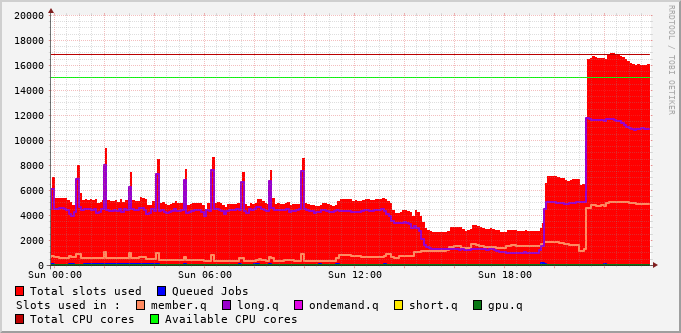 20000
18000
16000
14000
12000
10000
8000
6000
4000
2000
0
Sun 00:00 Sun 06:00 Sun 12:00 Sun 18:00
Total slots used Queued Jobs
Slots used in : member.q long.q ondemand.q short.q gpu.q
Total CPU cores Available CPU cores
RRDTOOL / TOBI OETIKER